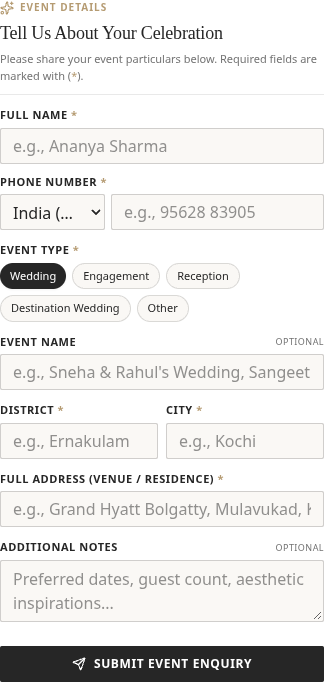 EVENT DETAILS
Tell Us About Your Celebration
Please share your event particulars below. Required fields are
marked with (*).
FULL NAME *
e.g., Ananya Sharma
PHONE NUMBER *
India (... e.g., 95628 83905
EVENT TYPE *
Wedding Engagement Reception
Destination Wedding Other
EVENT NAME OPTIONAL
e.g., Sneha & Rahul's Wedding, Sangeet
DISTRICT * CITY *
e.g., Ernakulam e.g., Kochi
FULL ADDRESS (VENUE / RESIDENCE) *
e.g., Grand Hyatt Bolgatty, Mulavukad,
ADDITIONAL NOTES OPTIONAL
Preferred dates, guest count, aesthetic
inspirations...
SUBMIT EVENT ENQUIRY